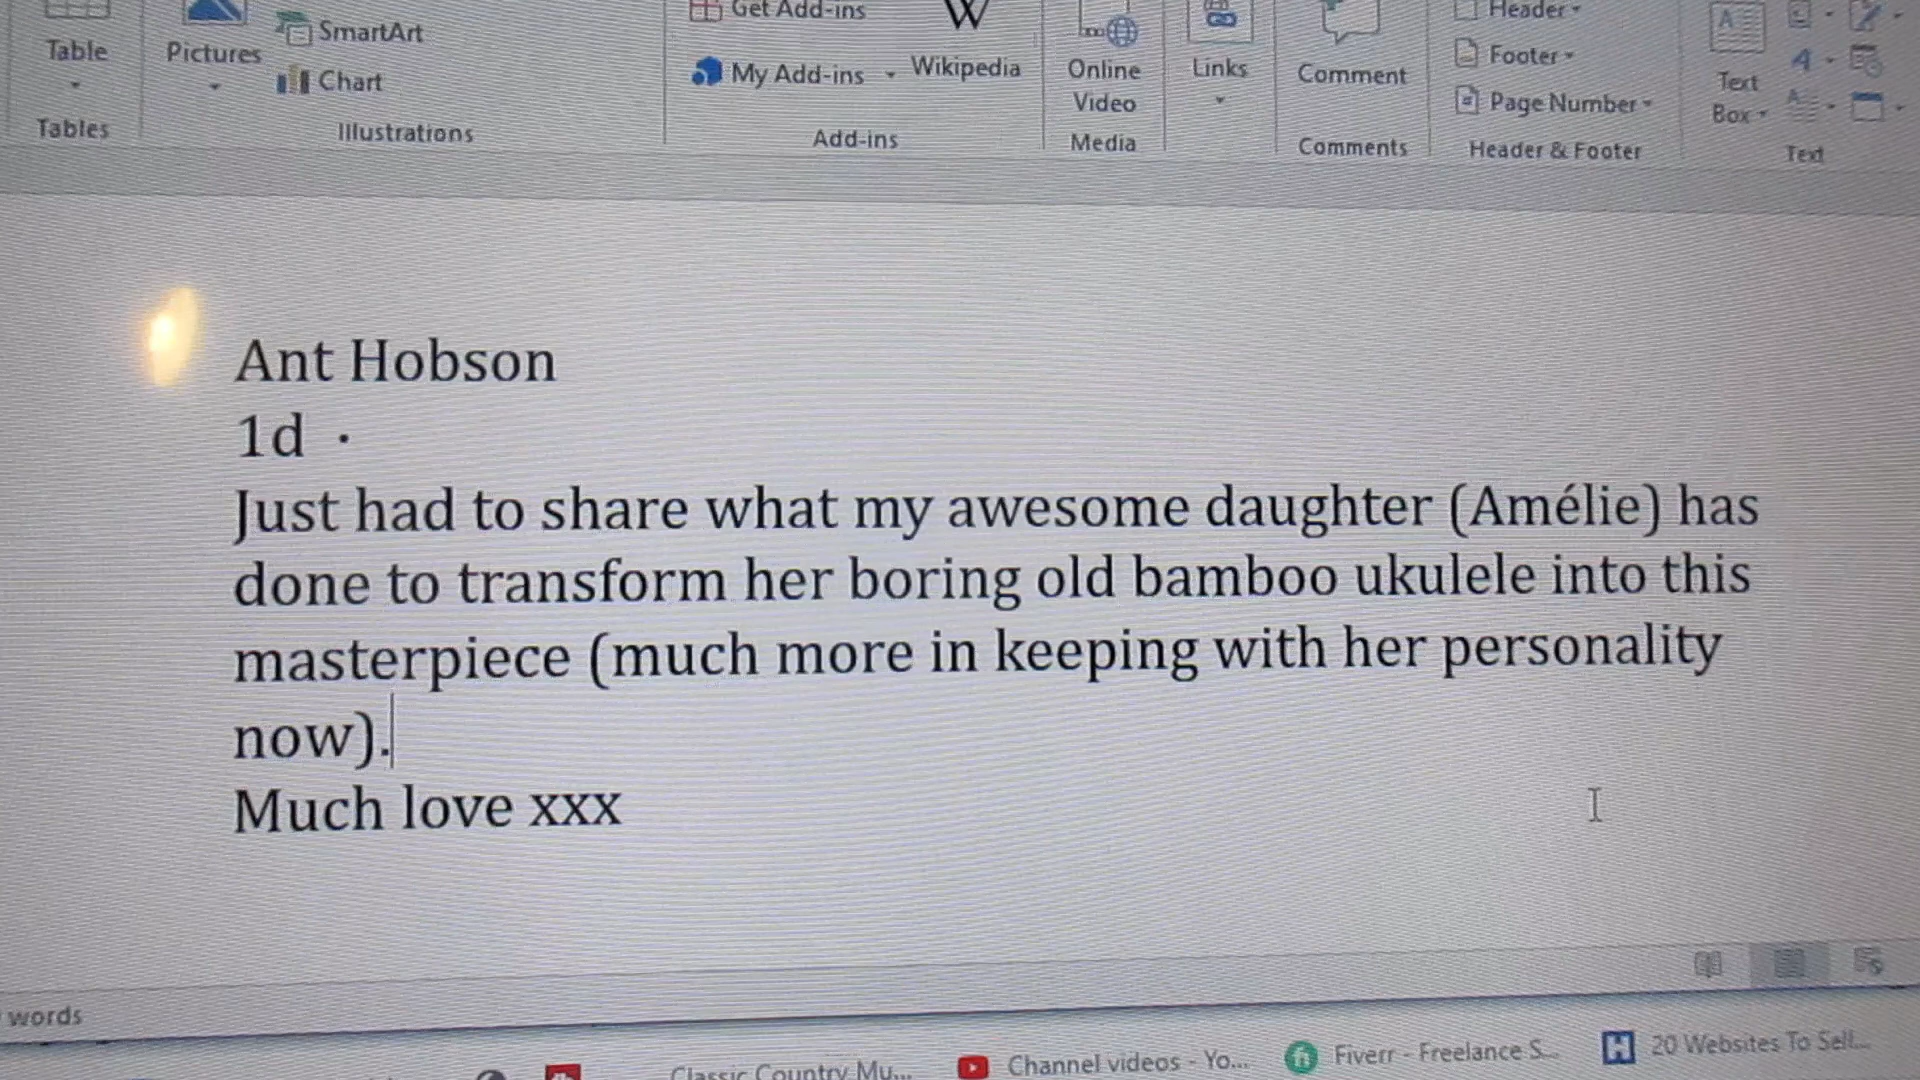 Get Add-ins
Header
Table
Pictures
SmartArt
Chart
My Add-ins
Wikipedia
Online
Video
Links
Comment
Footer
Page Number
Text
Box
Tables
Illustrations
Add-ins
Media
Comments
Header & Footer
Text
Ant Hobson
1d ·
Just had to share what my awesome daughter (Amélie) has
done to transform her boring old bamboo ukulele into this
masterpiece (much more in keeping with her personality
now).
Much love xxx
words
Classic Country Mu...
Channel videos - Yo...
Fiverr - Freelance S...
20 Websites To Sell...